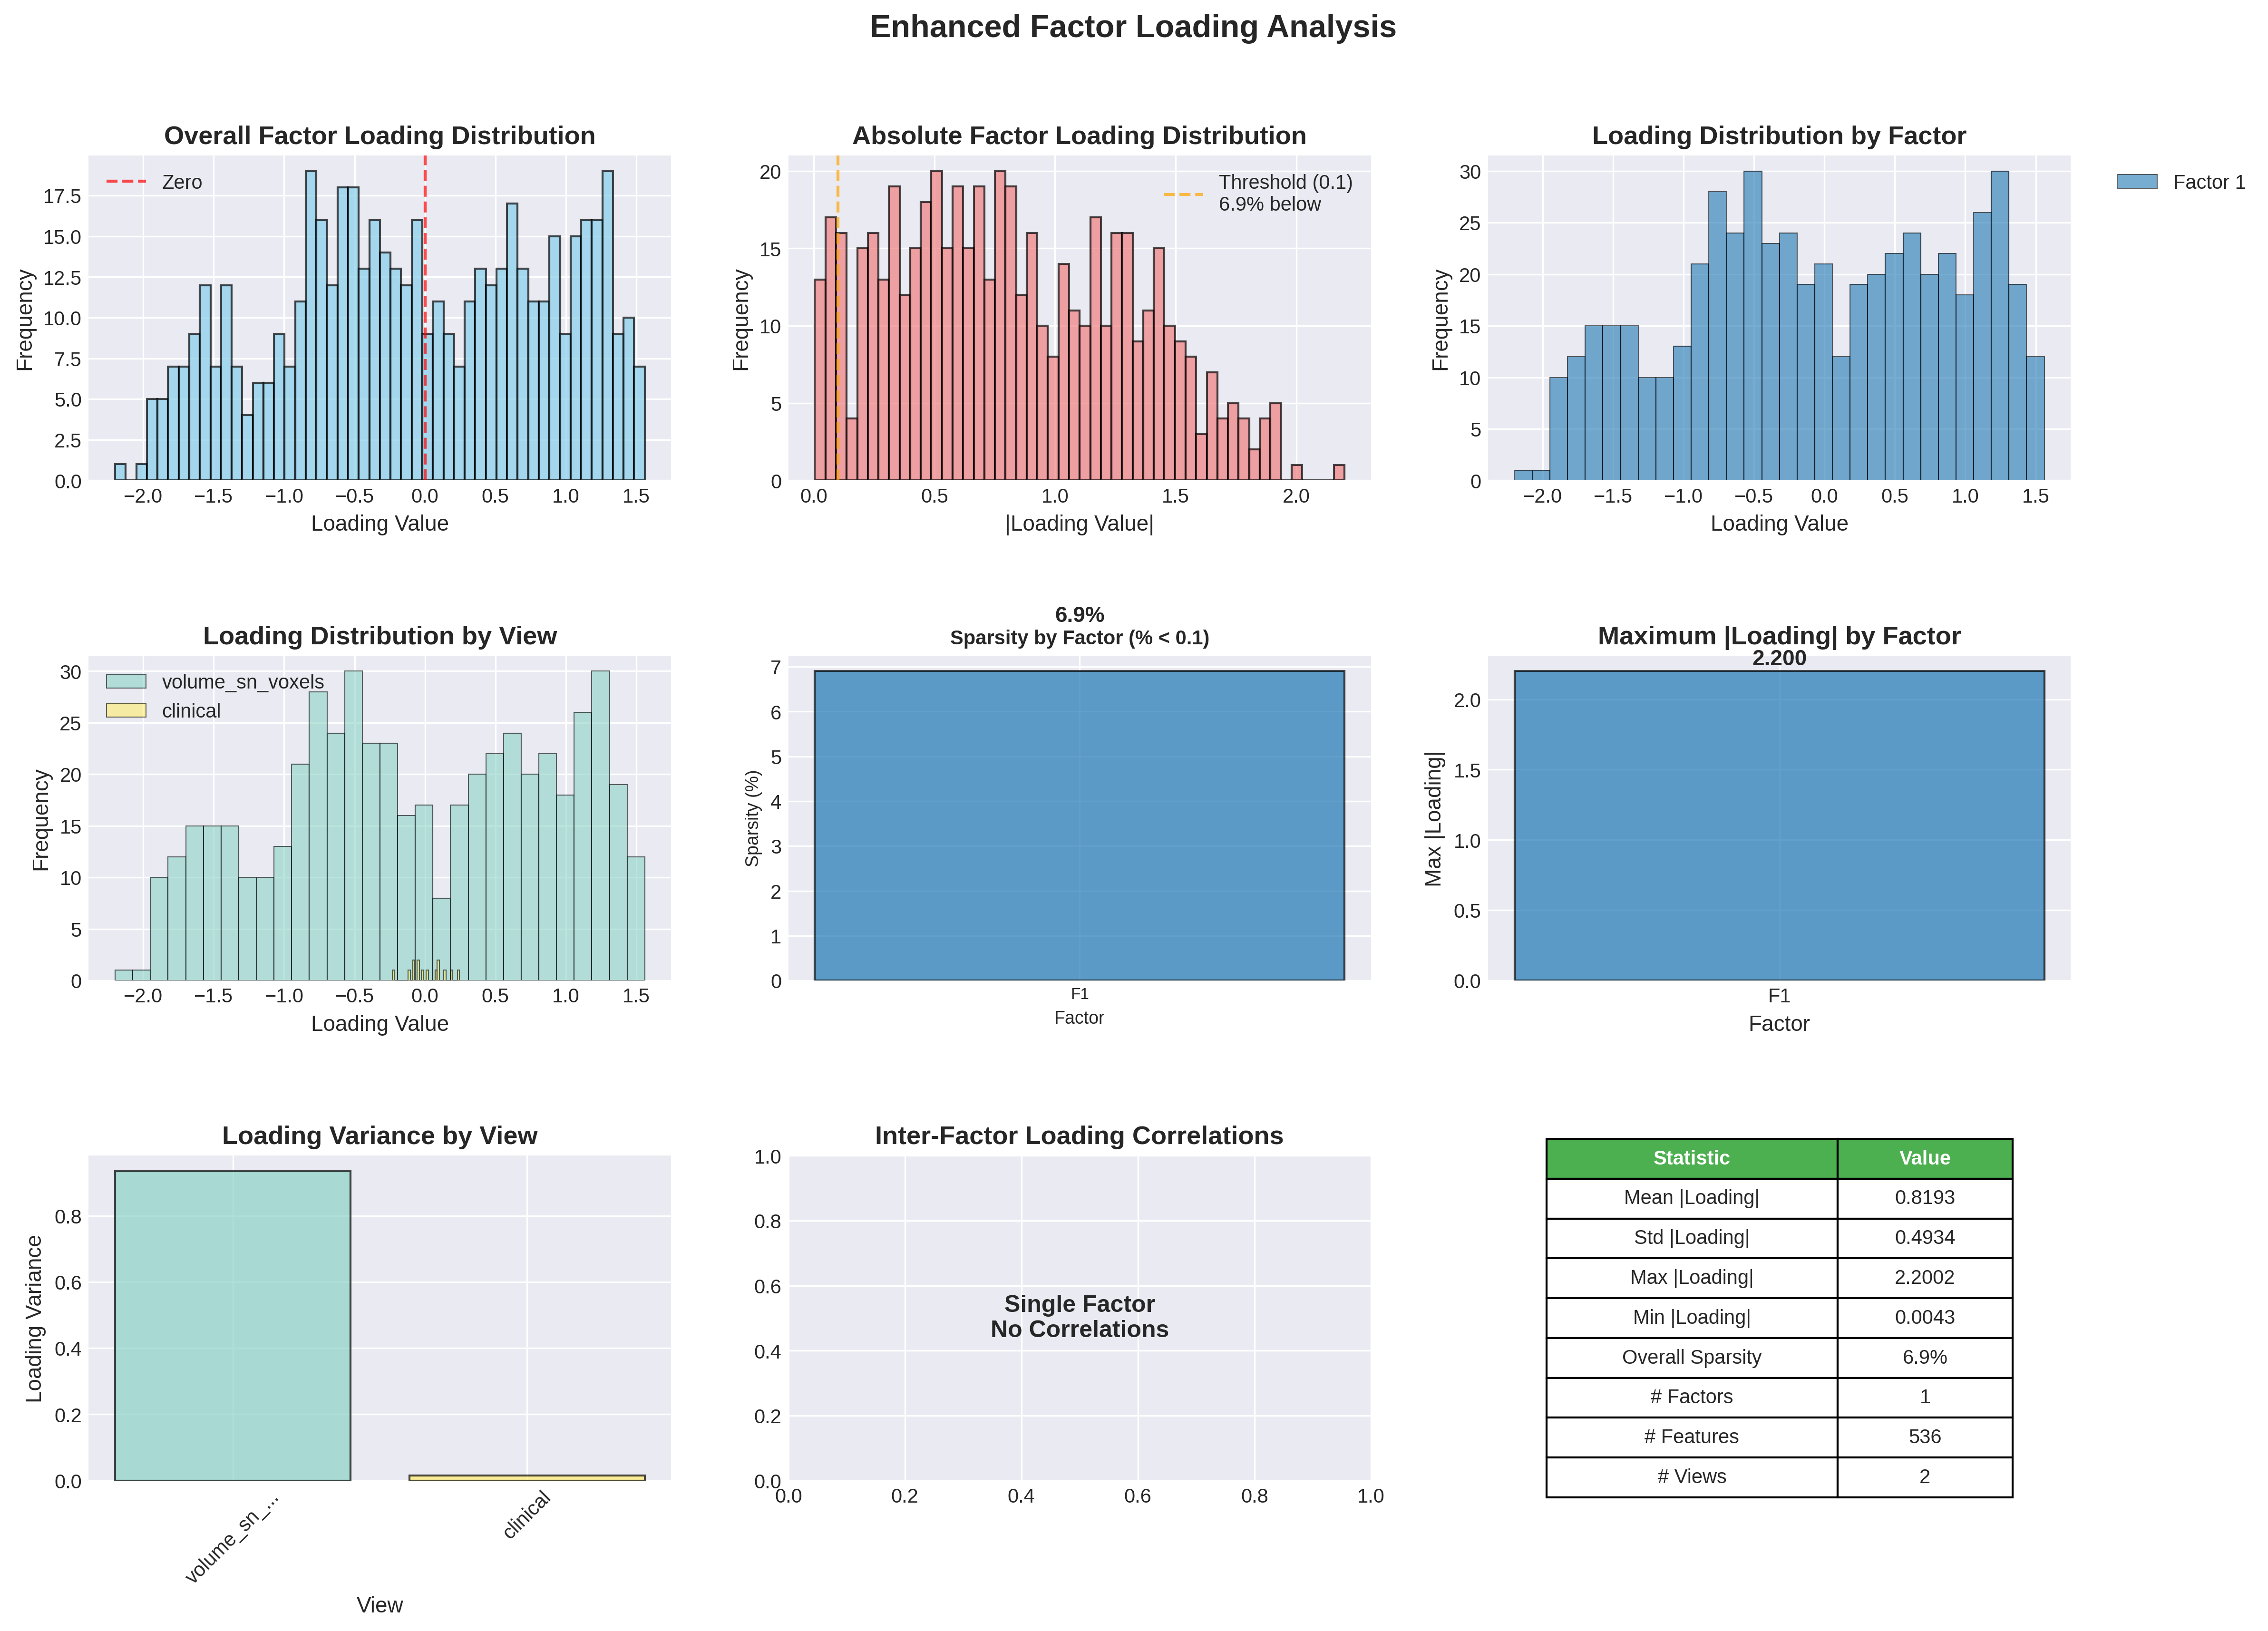 Enhanced Factor Loading Analysis
Overall Factor Loading Distribution
Zero
Frequency
17.5
15.0
12.5
10.0
7.5
5.0
2.5
0.0
−2.0 −1.5 −1.0 −0.5 0.0 0.5 1.0 1.5
Loading Value
Absolute Factor Loading Distribution
Threshold (0.1)
6.9% below
Frequency
20
15
10
5
0
0.0 0.5 1.0 1.5 2.0
|Loading Value|
Loading Distribution by Factor
Factor 1
Frequency
30
25
20
15
10
5
0
−2.0 −1.5 −1.0 −0.5 0.0 0.5 1.0 1.5
Loading Value
Loading Distribution by View
volume_sn_voxels
clinical
Frequency
30
25
20
15
10
5
0
−2.0 −1.5 −1.0 −0.5 0.0 0.5 1.0 1.5
Loading Value
6.9%
Sparsity by Factor (% < 0.1)
Sparsity (%)
7
6
5
4
3
2
1
0
F1
Factor
Maximum |Loading| by Factor
2.200
Max |Loading|
2.0
1.5
1.0
0.5
0.0
F1
Factor
Loading Variance by View
Loading Variance
0.8
0.6
0.4
0.2
0.0
volume_sn_...
clinical
View
Inter-Factor Loading Correlations
1.0
0.8
0.6
0.4
0.2
0.0
Single Factor
No Correlations
0.0 0.2 0.4 0.6 0.8 1.0
Statistic Value
Mean |Loading| 0.8193
Std |Loading| 0.4934
Max |Loading| 2.2002
Min |Loading| 0.0043
Overall Sparsity 6.9%
# Factors 1
# Features 536
# Views 2